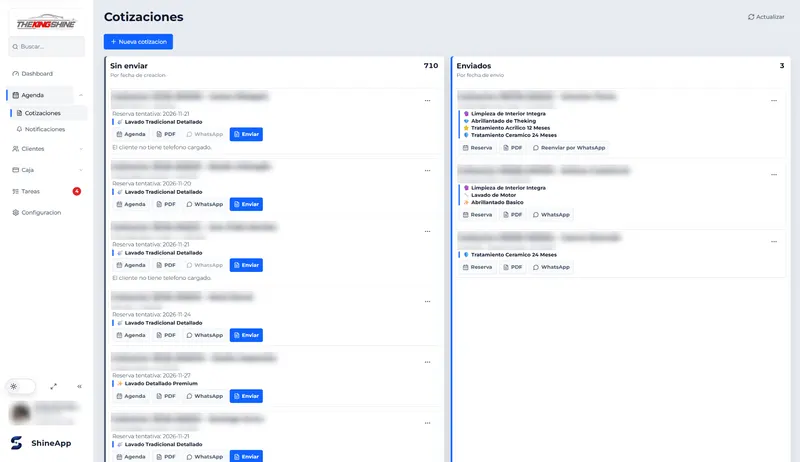 THEKINGSHINE
Buscar...
Dashboard
Agenda
Cotizaciones
Notificaciones
Clientes
Caja
Tareas
4
Configuracion
ShineApp
Cotizaciones
Actualizar
+ Nueva cotizacion
Sin enviar
710
Por fecha de creacion
Reserva tentativa: 2026-11-21
Lavado Tradicional Detallado
Agenda PDF WhatsApp Enviar
El cliente no tiene telefono cargado.
Reserva tentativa: 2026-11-20
Lavado Tradicional Detallado
Agenda PDF WhatsApp Enviar
Reserva tentativa: 2026-11-21
Lavado Tradicional Detallado
Agenda PDF WhatsApp Enviar
El cliente no tiene telefono cargado.
Reserva tentativa: 2026-11-24
Lavado Tradicional Detallado
Agenda PDF WhatsApp Enviar
Reserva tentativa: 2026-11-27
Lavado Detallado Premium
Agenda PDF WhatsApp Enviar
Reserva tentativa: 2026-11-21
Lavado Tradicional Detallado
Agenda PDF WhatsApp Enviar
Enviados
3
Por fecha de envio
Limpieza de Interior Integra
Abrillantado de Theking
Tratamiento Acrilico 12 Meses
Tratamiento Ceramico 24 Meses
Reserva PDF Reenviar por WhatsApp
Limpieza de Interior Integra
Lavado de Motor
Abrillantado Basico
Reserva PDF WhatsApp
Tratamiento Ceramico 24 Meses
Reserva PDF WhatsApp